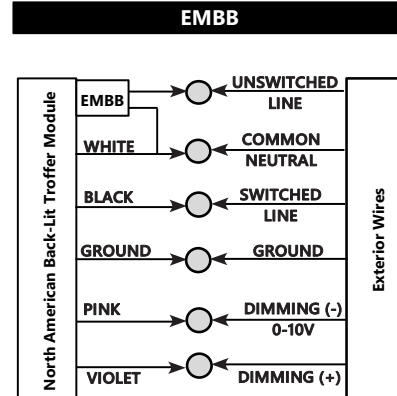 EMBB
EMBB
UNSWITCHED
LINE
WHITE
COMMON
NEUTRAL
BLACK
SWITCHED
LINE
GROUND
GROUND
PINK
DIMMING (-)
0-10V
VIOLET
DIMMING (+)
North American Back-Lit Troffer Module
Exterior Wires